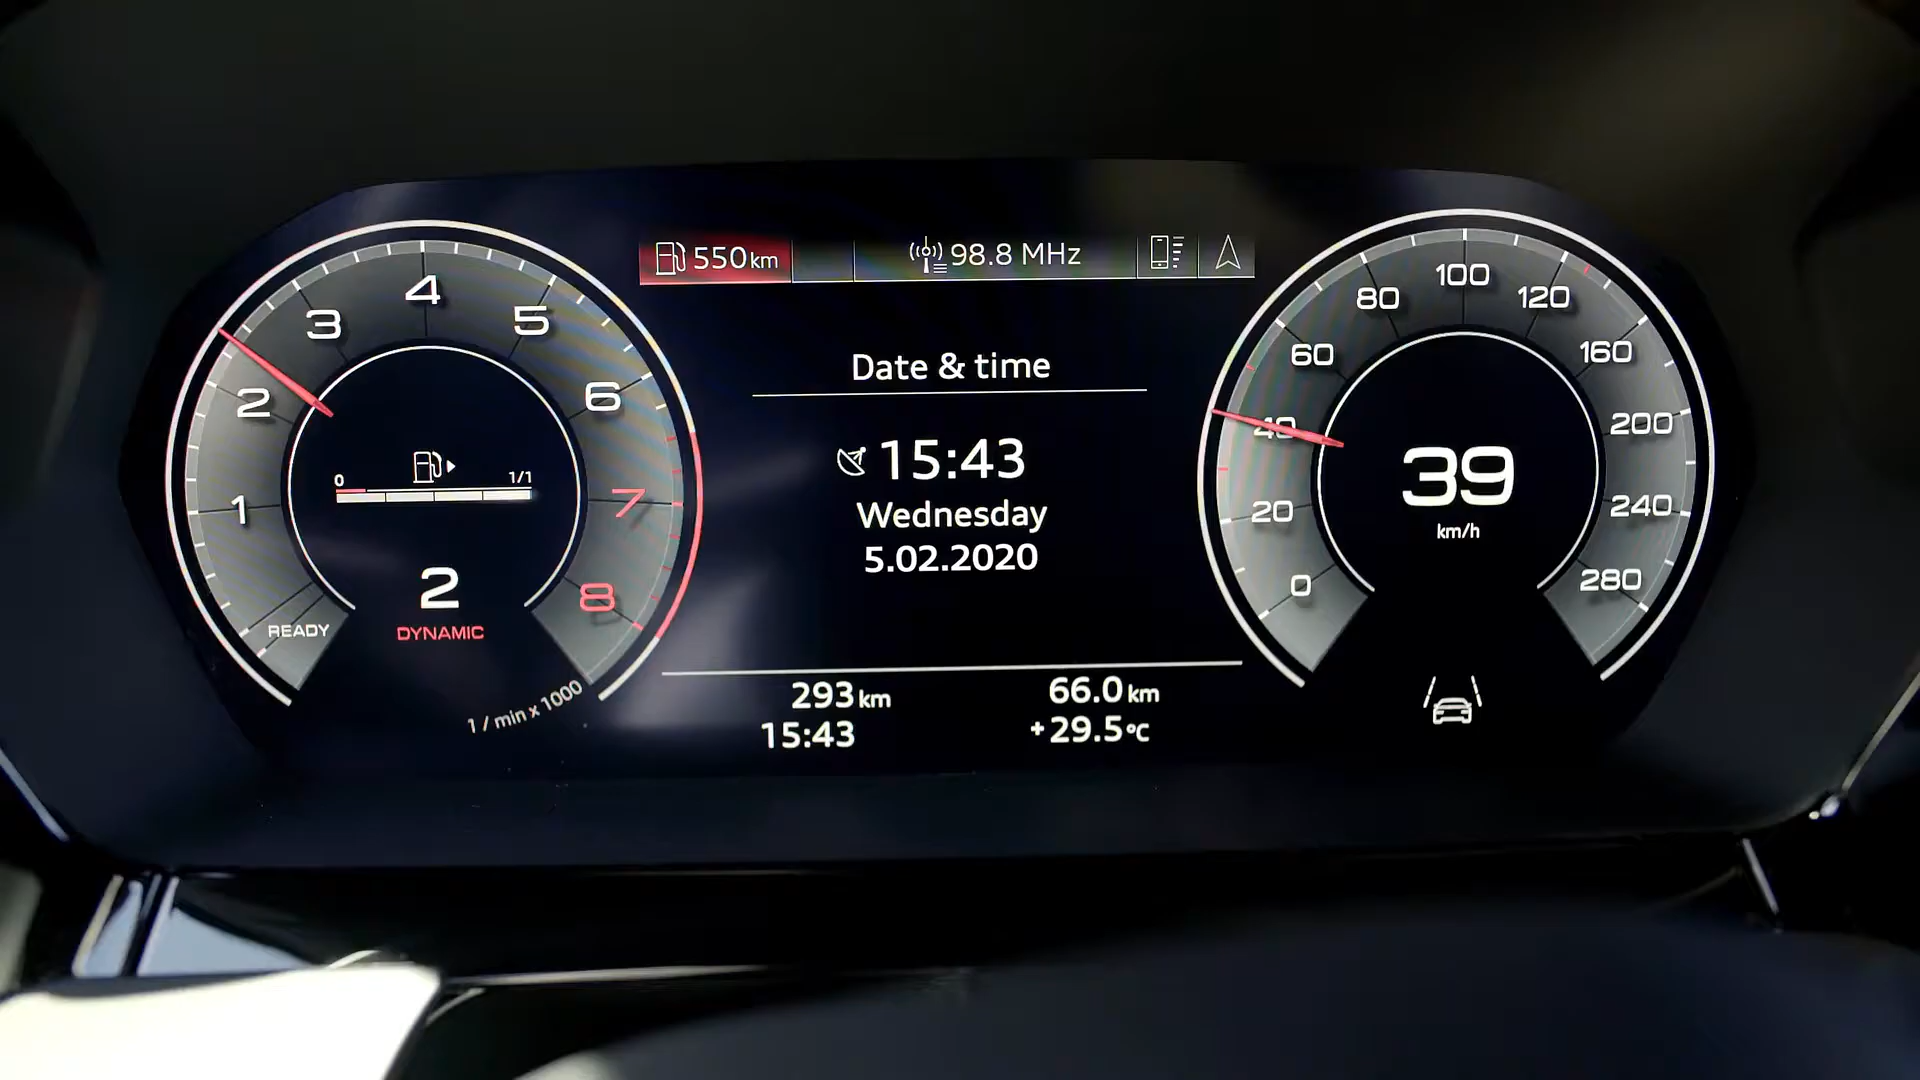 550 km
98.8 MHz
4
3
5
2
6
1
7
8
0 1/1
2
DYNAMIC
READY
1 / min x 1000
Date & time
15:43
Wednesday
5.02.2020
293 km 66.0 km
15:43 +29.5 °C
100
80 120
60 160
40 200
20 240
0 280
39
km/h